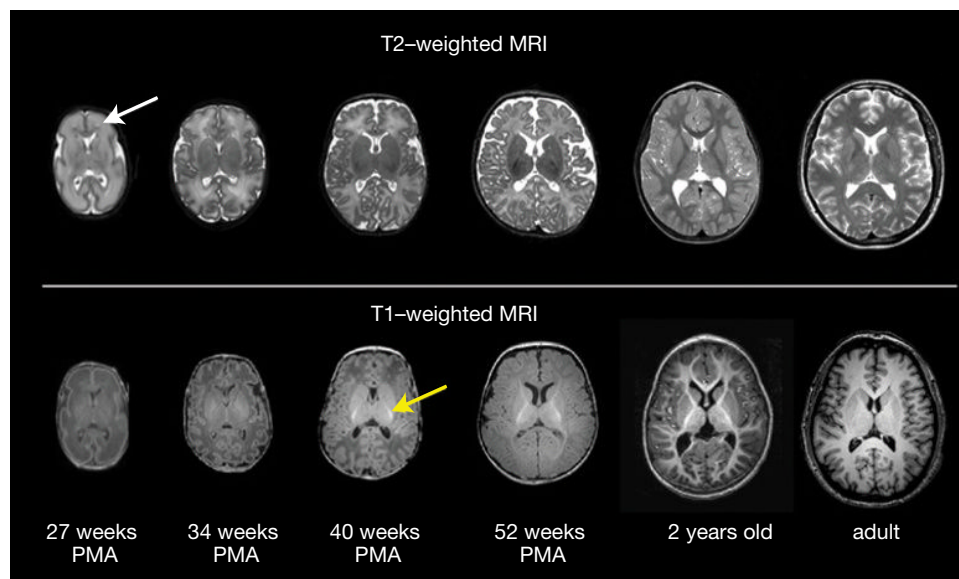 T2–weighted MRI
T1–weighted MRI
27 weeks
PMA
34 weeks
PMA
40 weeks
PMA
52 weeks
PMA
2 years old
adult